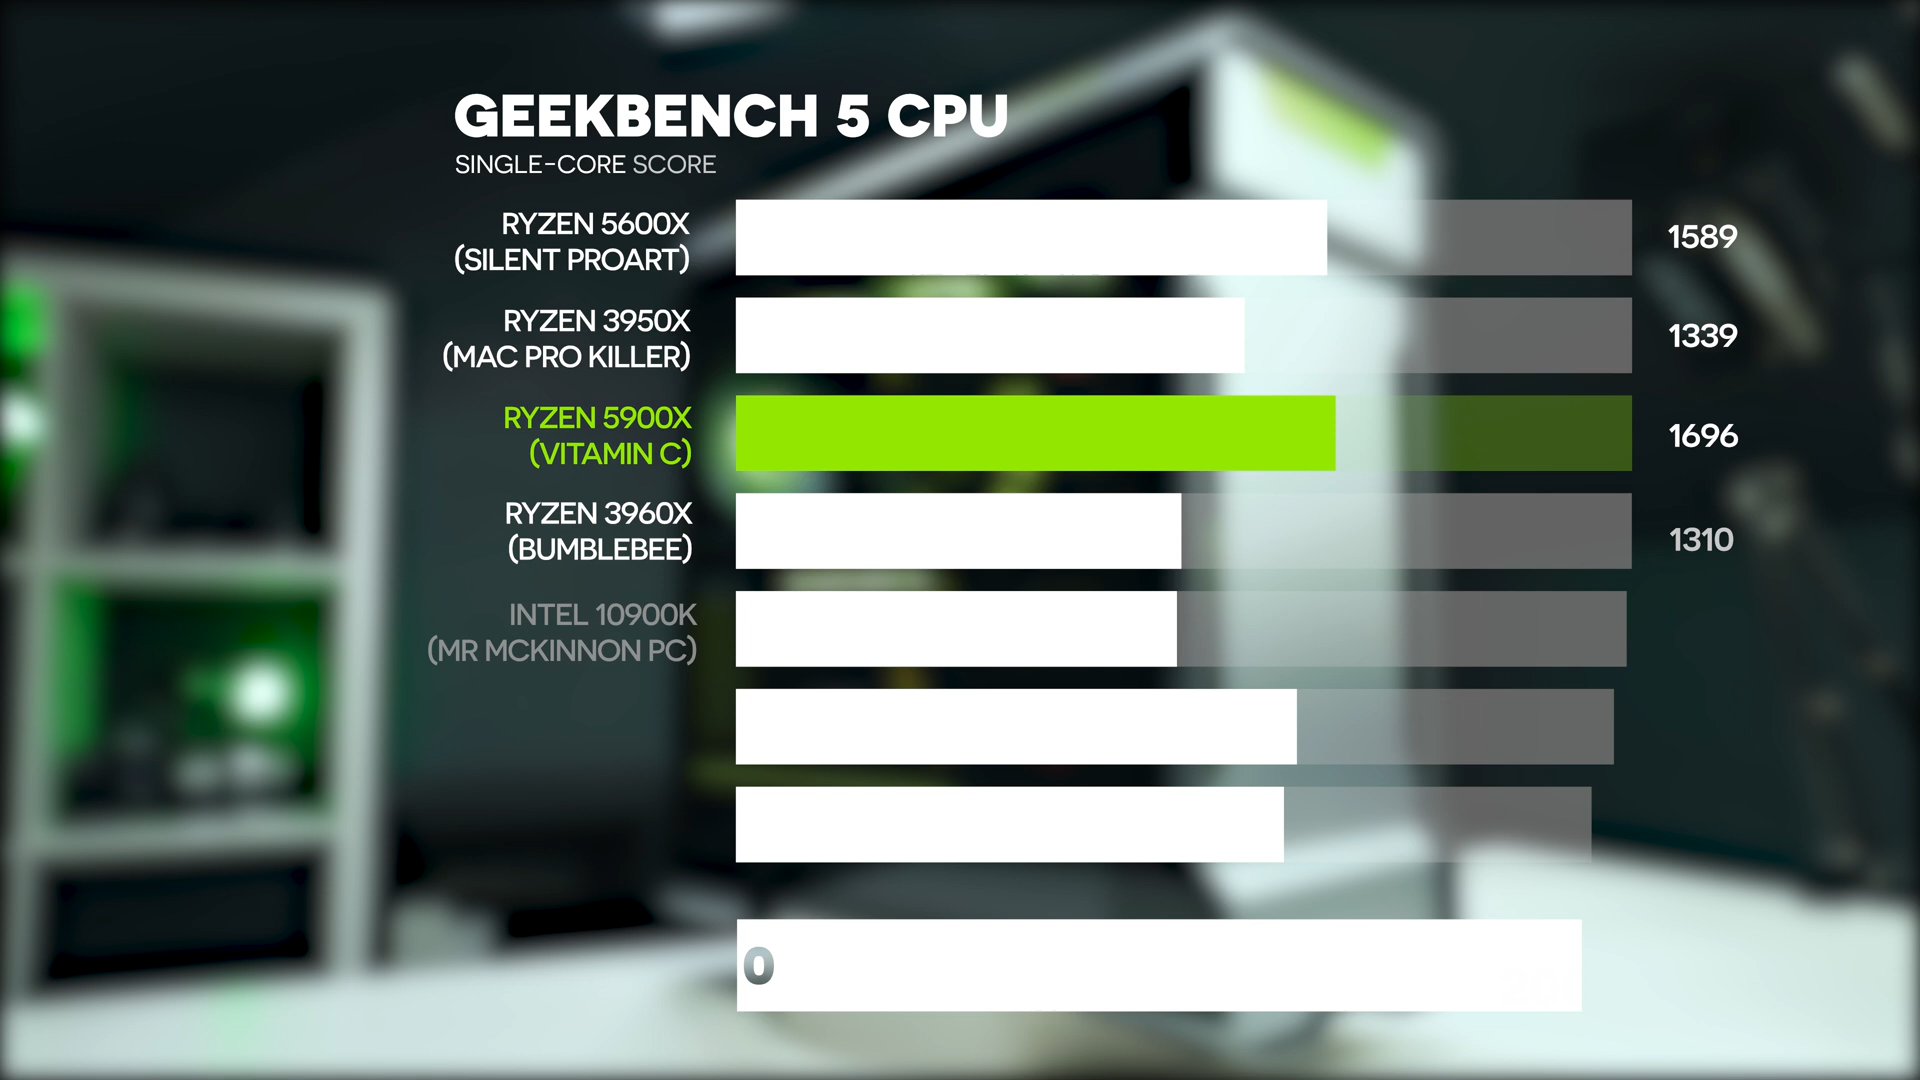 GEEKBENCH 5 CPU
SINGLE-CORE SCORE
RYZEN 5600X
(SILENT PROART)
1589
RYZEN 3950X
(MAC PRO KILLER)
1339
RYZEN 5900X
(VITAMIN C)
1696
RYZEN 3960X
(BUMBLEBEE)
1310
INTEL 10900K
(MR MCKINNON PC)
0